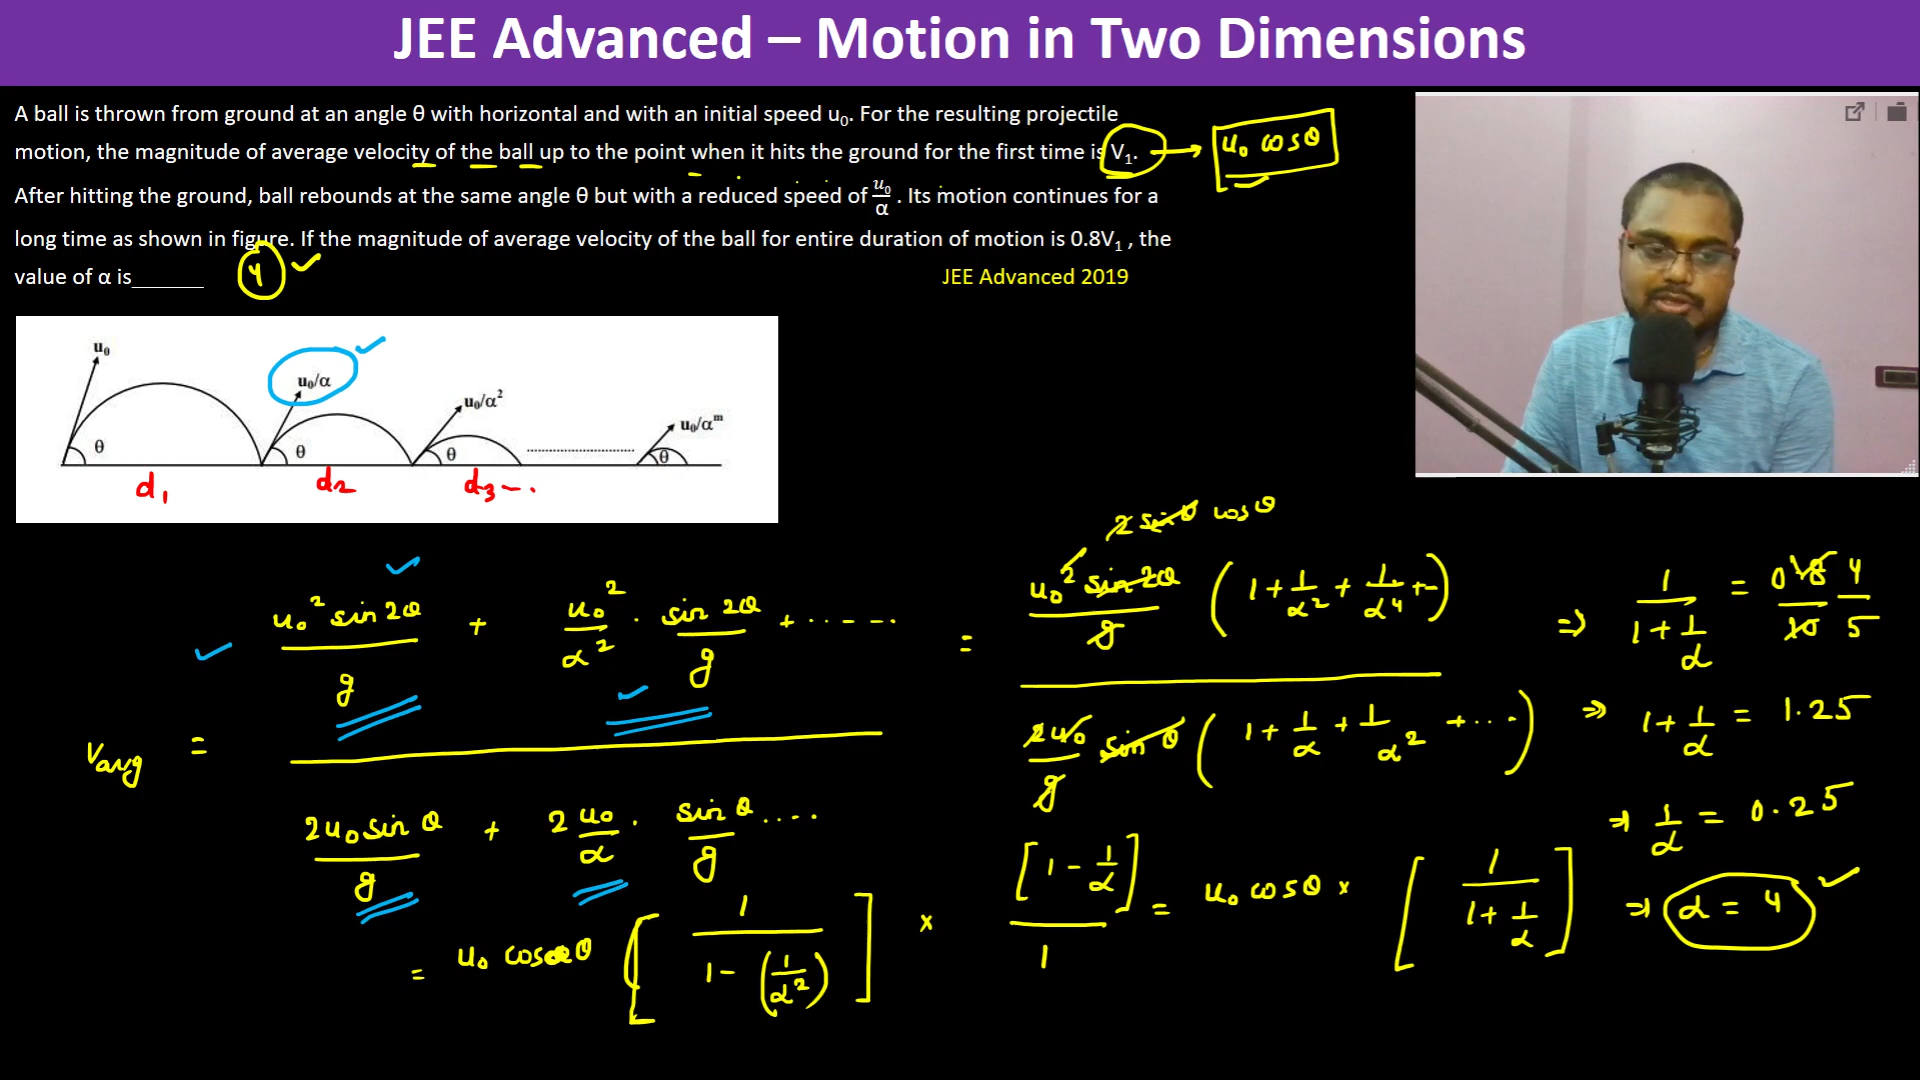 JEE Advanced – Motion in Two Dimensions
A ball is thrown from ground at an angle θ with horizontal and with an initial speed u₀. For the resulting projectile
motion, the magnitude of average velocity of the ball up to the point when it hits the ground for the first time is V₁. → u₀ cosθ
After hitting the ground, ball rebounds at the same angle θ but with a reduced speed of u₀/α . Its motion continues for a
long time as shown in figure. If the magnitude of average velocity of the ball for entire duration of motion is 0.8V₁ , the
value of α is______ 4
JEE Advanced 2019
u₀ u₀/α u₀/α² u₀/αᵐ
θ θ θ θ
d₁ d₂ d₃ -- .
V avg = (u₀² sin 2θ / g + u₀²/α² . sin 2θ / g + ......) / (2u₀ sin θ / g + 2 u₀/α . sin θ / g ....)
2 sin θ cos θ
= (u₀² sin 2θ / g (1 + 1/α² + 1/α⁴ + --)) / (2u₀/g sin θ (1 + 1/α + 1/α² + ...))
= u₀ cos θ [1 / (1 - (1/α²))] × [1 - 1/α] / 1 = u₀ cosθ × [1 / (1 + 1/α)]
⇒ 1 / (1 + 1/α) = 0.8/10 4/5
⇒ 1 + 1/α = 1.25
⇒ 1/α = 0.25
⇒ α = 4